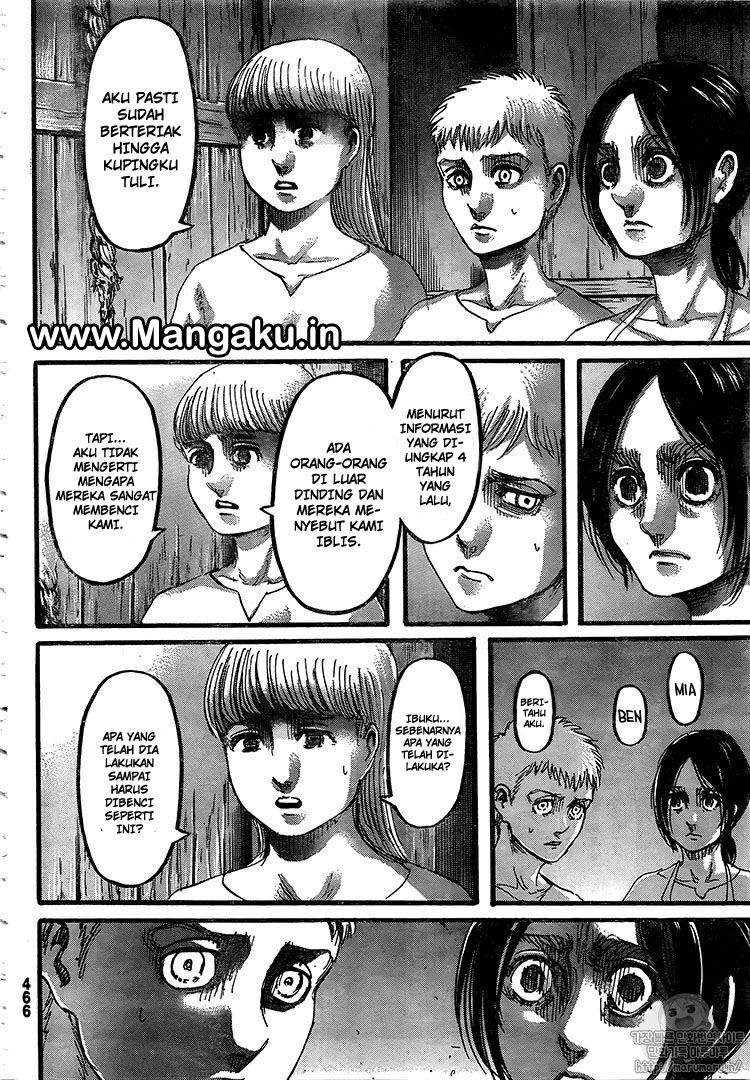 AKU PASTI
SUDAH
BERTERIAK
HINGGA
KUPINGKU
TULI.
www.Mangaku.in
MENURUT
INFORMASI
YANG DI-
UNGKAP 4
TAHUN
YANG
LALU,
ADA
ORANG-ORANG
DI LUAR
DINDING DAN
MEREKA ME-
NYEBUT KAMI
IBLIS.
TAPI...
AKU TIDAK
MENGERTI
MENGAPA
MEREKA SANGAT
MEMBENCI
KAMI.
MIA
BEN
BERI-
TAHU
AKU.
IBUKU...
SEBENARNYA
APA YANG
TELAH DI-
LAKUKA?
APA YANG
TELAH DIA
LAKUKAN
SAMPAI
HARUS
DIBENCI
SEPERTI
INI?
466
http://marumaru.in/